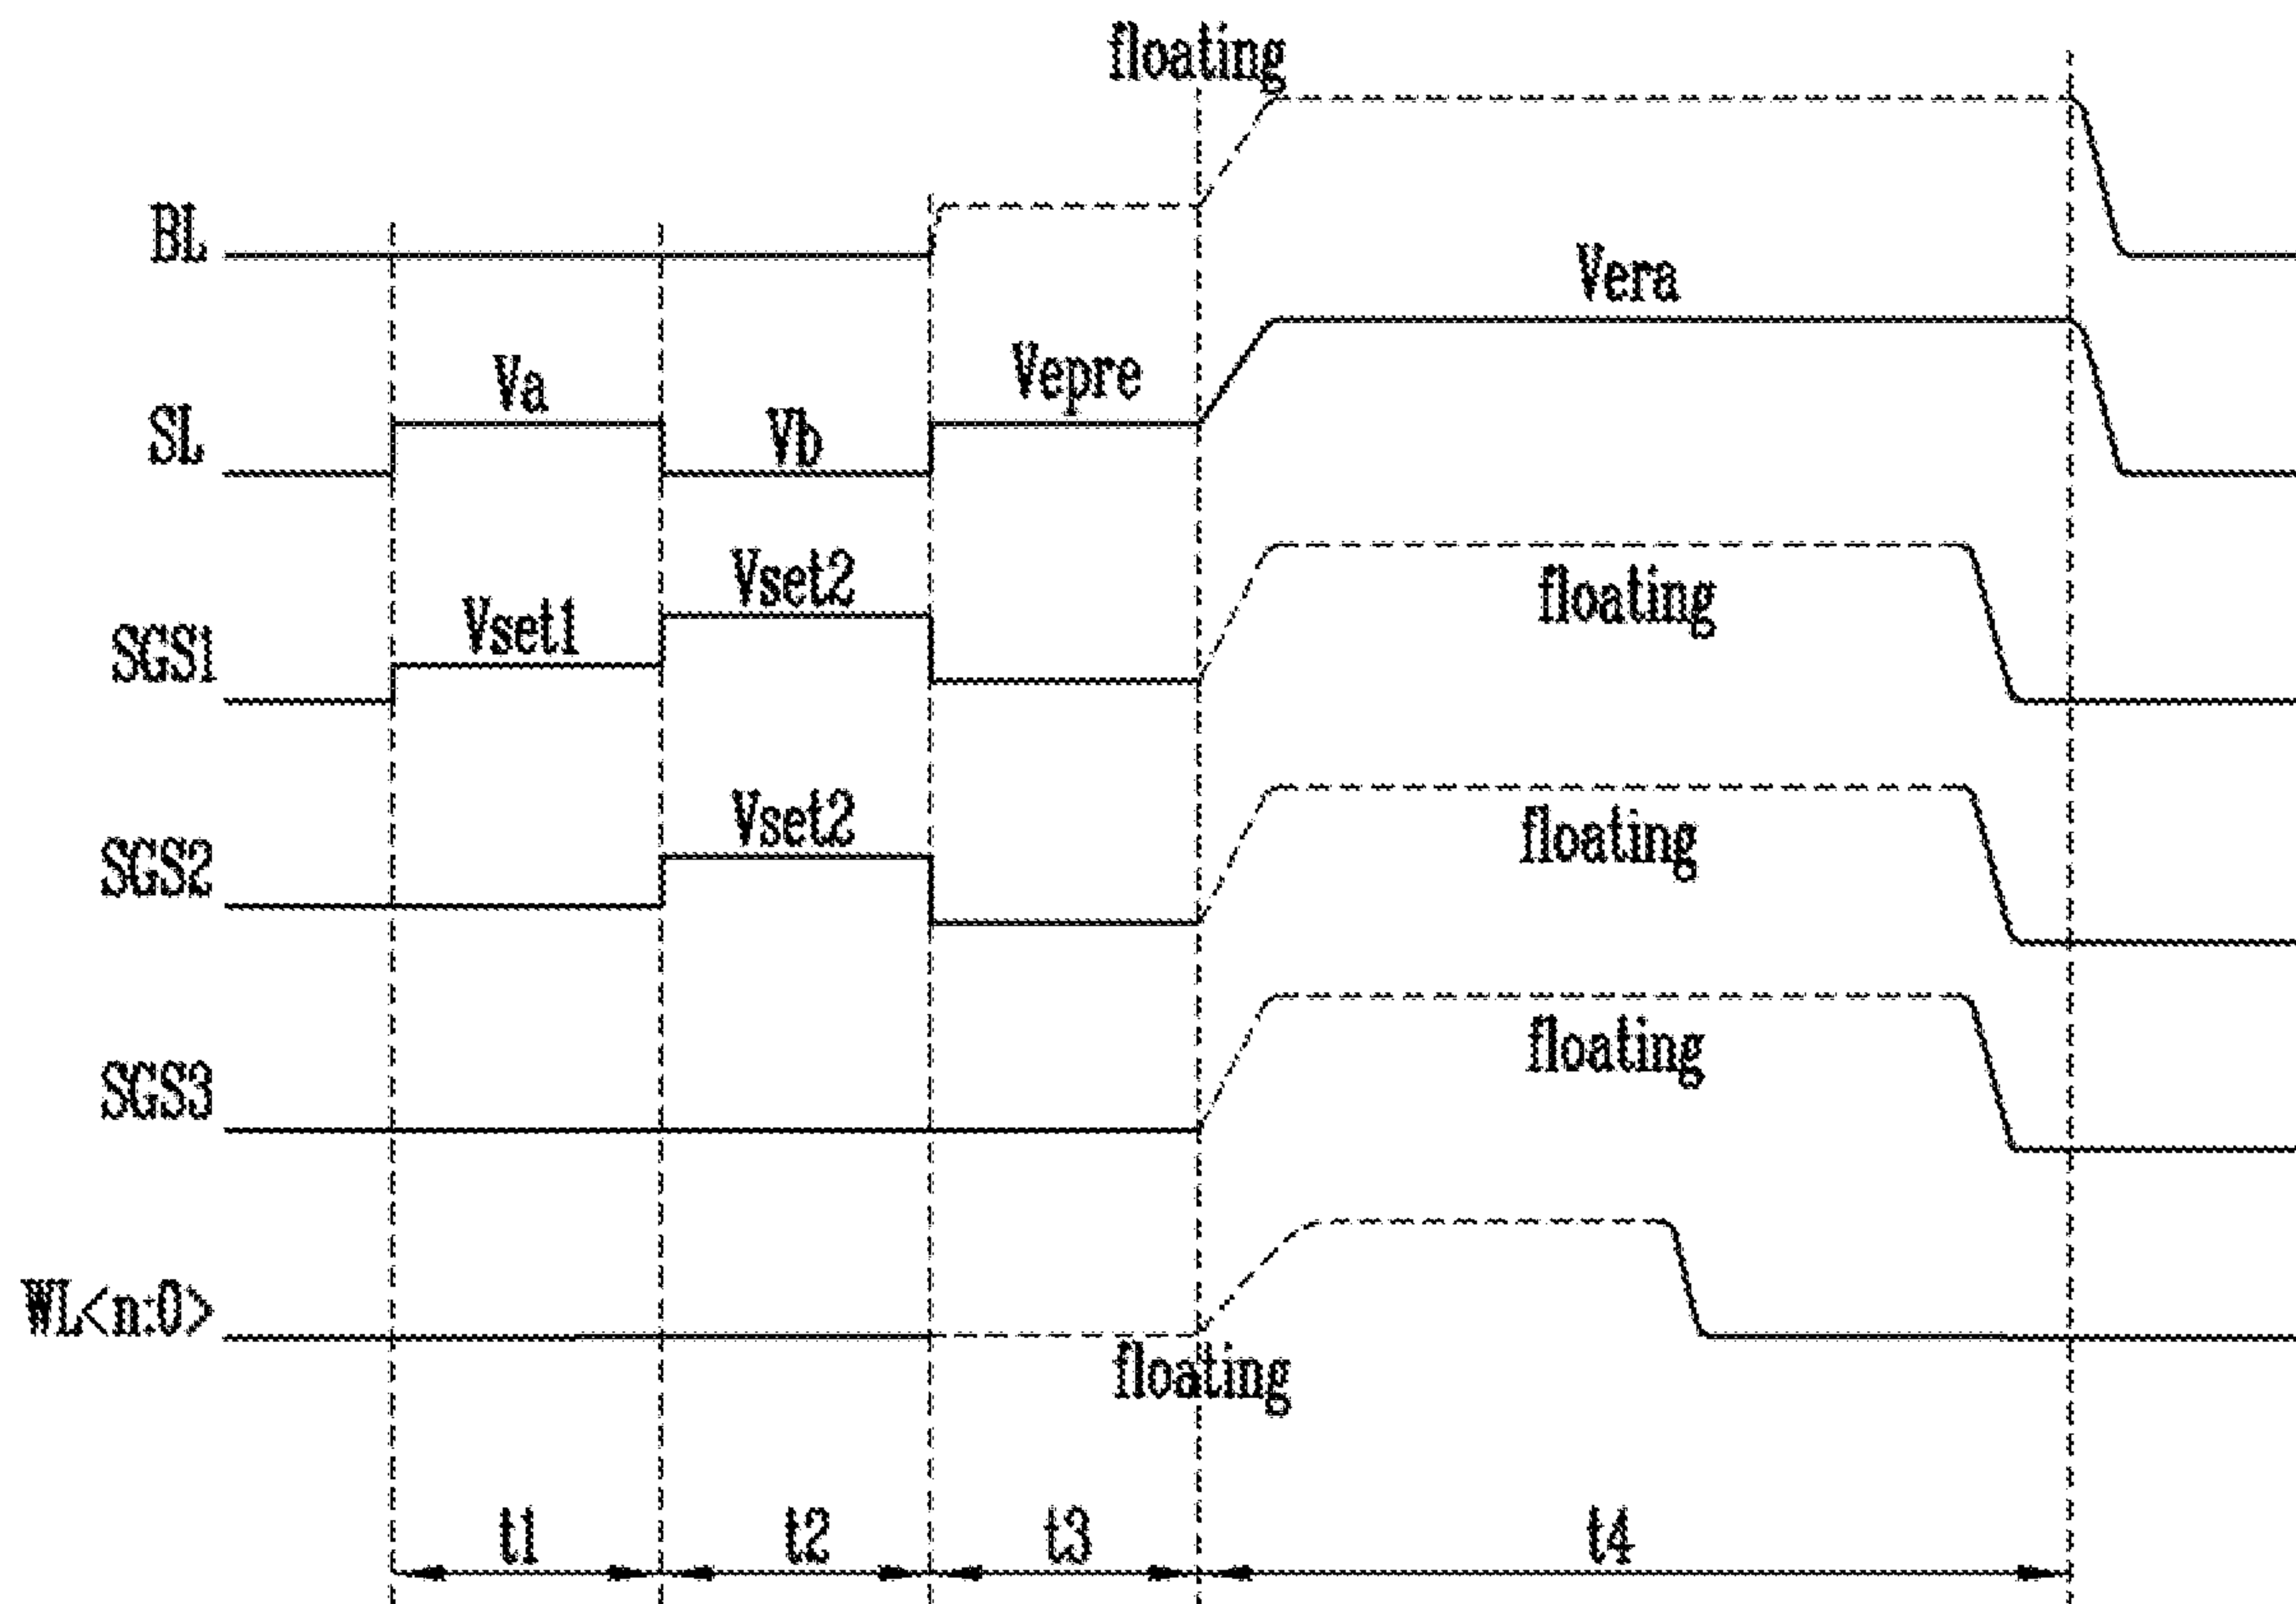 floating
BL
Vera
Va
Vb
Vepre
SL
Vset1
Vset2
floating
SGS1
Vset2
floating
SGS2
floating
SGS3
WL<n:0>
floating
t1
t2
t3
t4